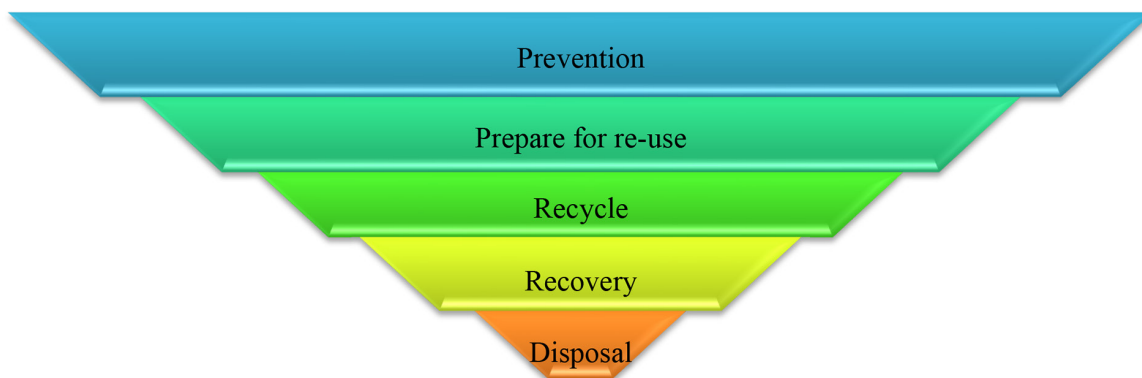 Prevention
Prepare for re-use
Recycle
Recovery
Disposal